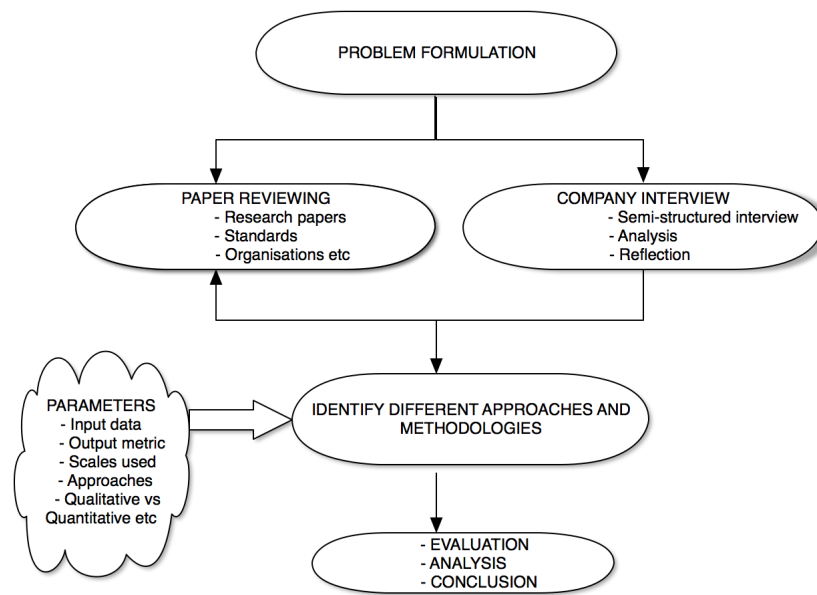 PROBLEM FORMULATION
PAPER REVIEWING
- Research papers
- Standards
- Organisations etc
COMPANY INTERVIEW
- Semi-structured interview
- Analysis
- Reflection
PARAMETERS
- Input data
- Output metric
- Scales used
- Approaches
- Qualitative vs
Quantitative etc
IDENTIFY DIFFERENT APPROACHES AND
METHODOLOGIES
- EVALUATION
- ANALYSIS
- CONCLUSION